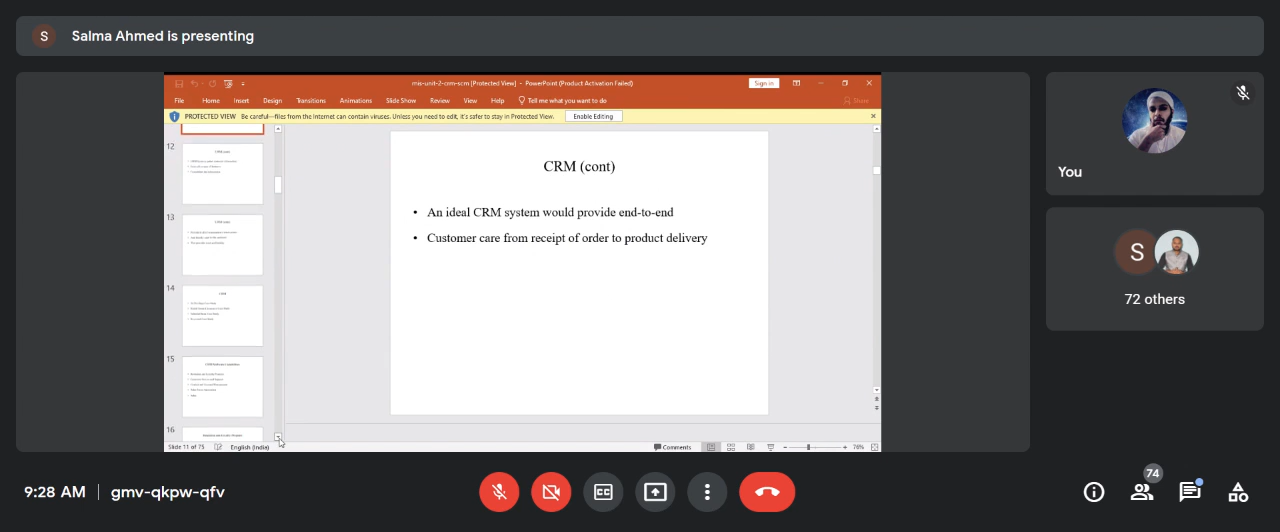 S Salma Ahmed is presenting
mis-unit-2-crm-scm [Protected View] - PowerPoint (Product Activation Failed)
Sign in
File Home Insert Design Transitions Animations Slide Show Review View Help Tell me what you want to do Share
PROTECTED VIEW Be careful—files from the Internet can contain viruses. Unless you need to edit, it's safer to stay in Protected View. Enable Editing
12
13
14
15
16
CRM (cont)
• An ideal CRM system would provide end-to-end
• Customer care from receipt of order to product delivery
Slide 11 of 75 English (India) Comments 76%
You
S
72 others
9:28 AM | gmv-qkpw-qfv
CC
74